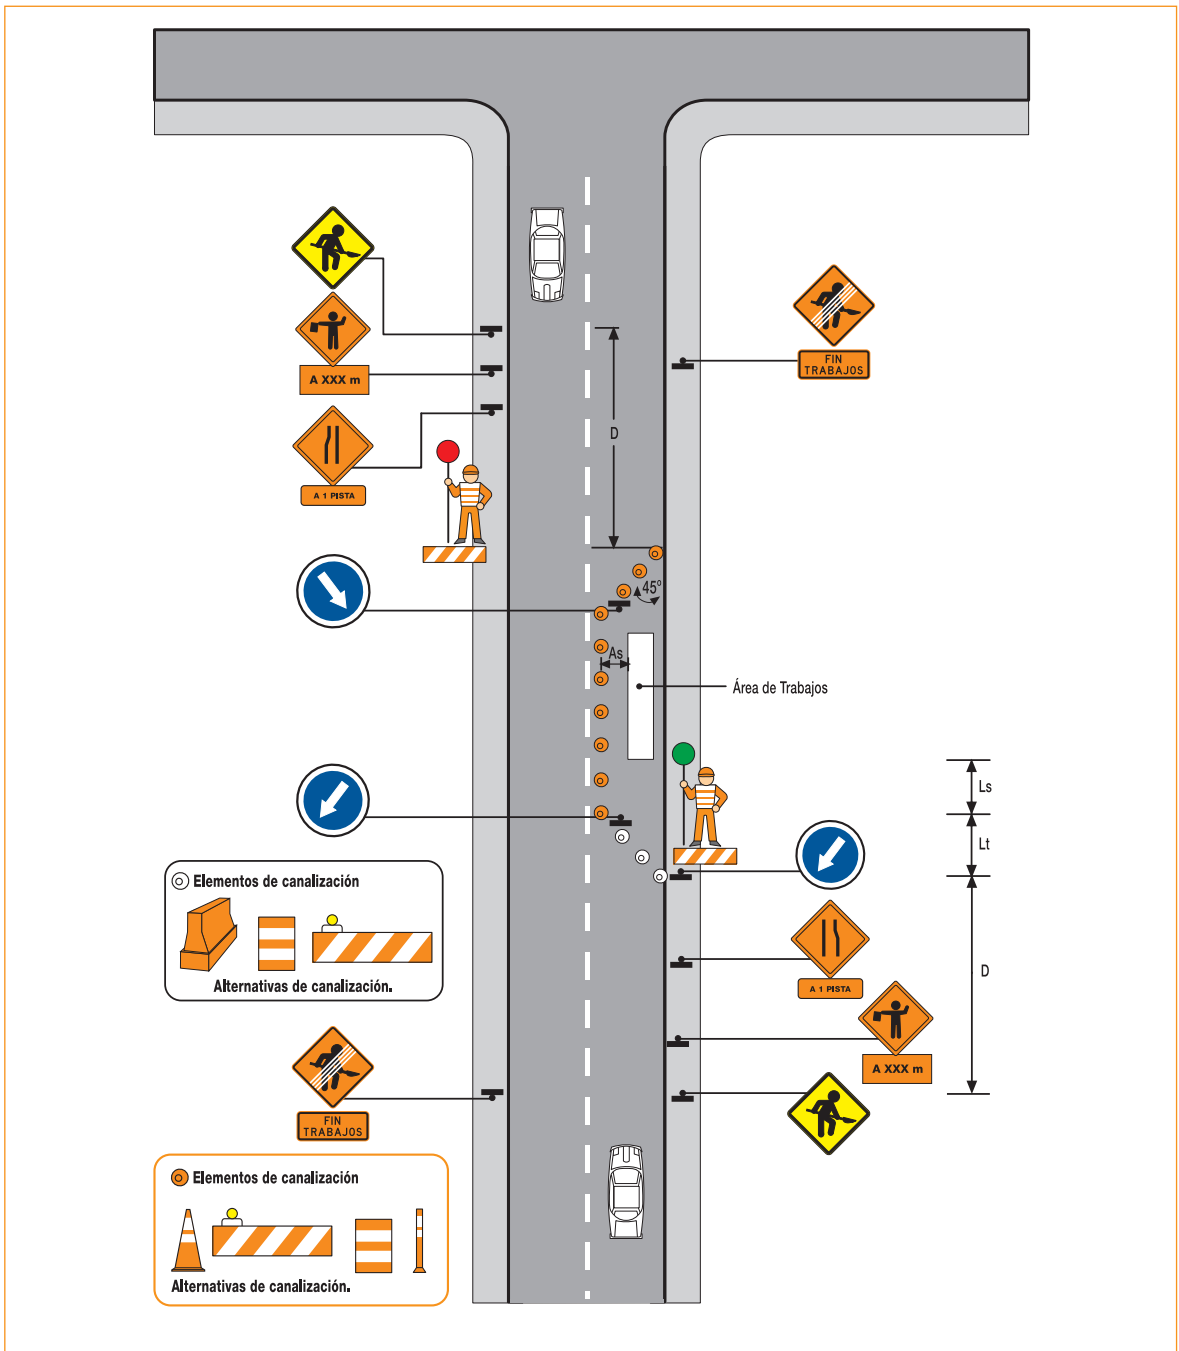 A XXX m
FIN
TRABAJOS
D
A 1 PISTA
45º
As
Área de Trabajos
Ls
Lt
Elementos de canalización
Alternativas de canalización.
A 1 PISTA
D
A XXX m
FIN
TRABAJOS
Elementos de canalización
Alternativas de canalización.